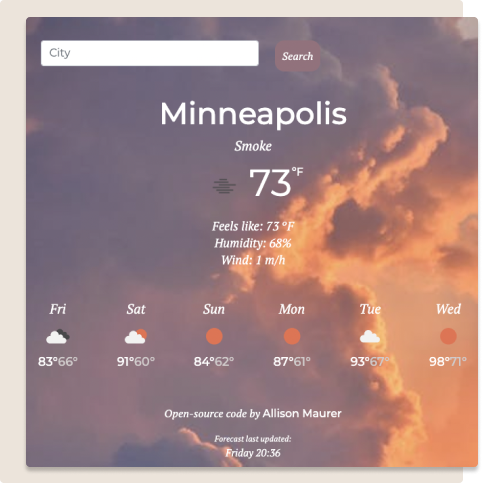 City
Search
Minneapolis
Smoke
73°F
Feels like: 73 °F
Humidity: 68%
Wind: 1 m/h
Fri Sat Sun Mon Tue Wed
83°66° 91°60° 84°62° 87°61° 93°67° 98°71°
Open-source code by Allison Maurer
Forecast last updated:
Friday 20:36